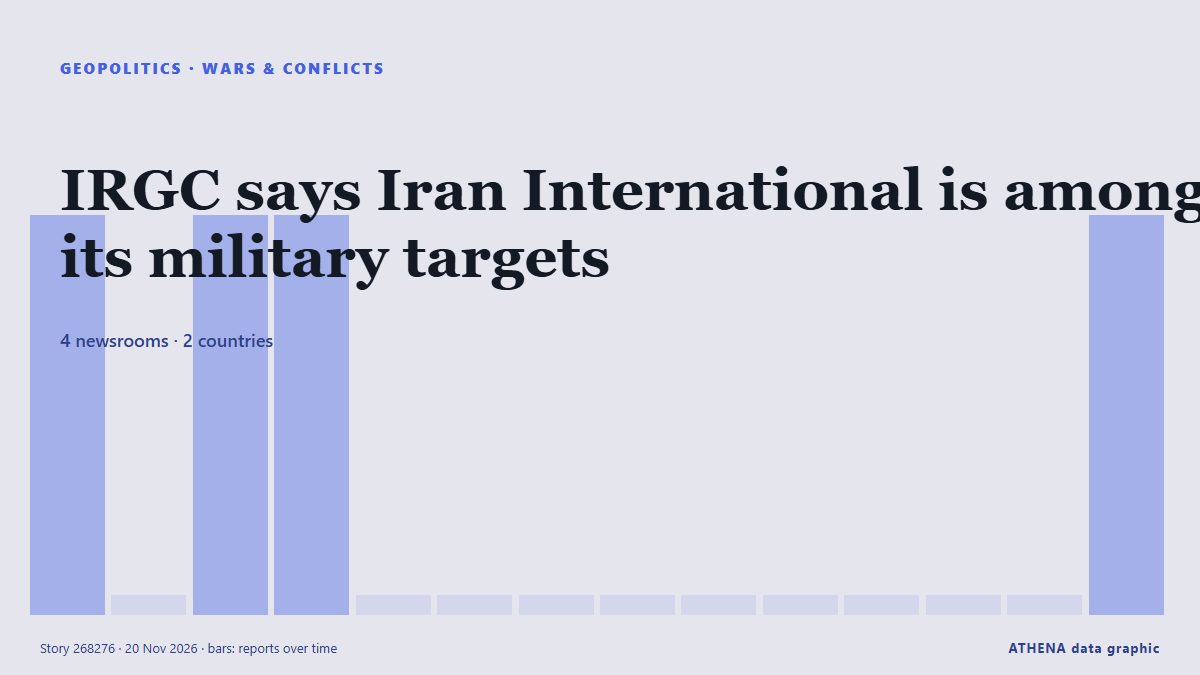 GEOPOLITICS · WARS & CONFLICTS
IRGC says Iran International is among
its military targets
4 newsrooms · 2 countries
Story 268276 · 20 Nov 2026 · bars: reports over time
ATHENA data graphic